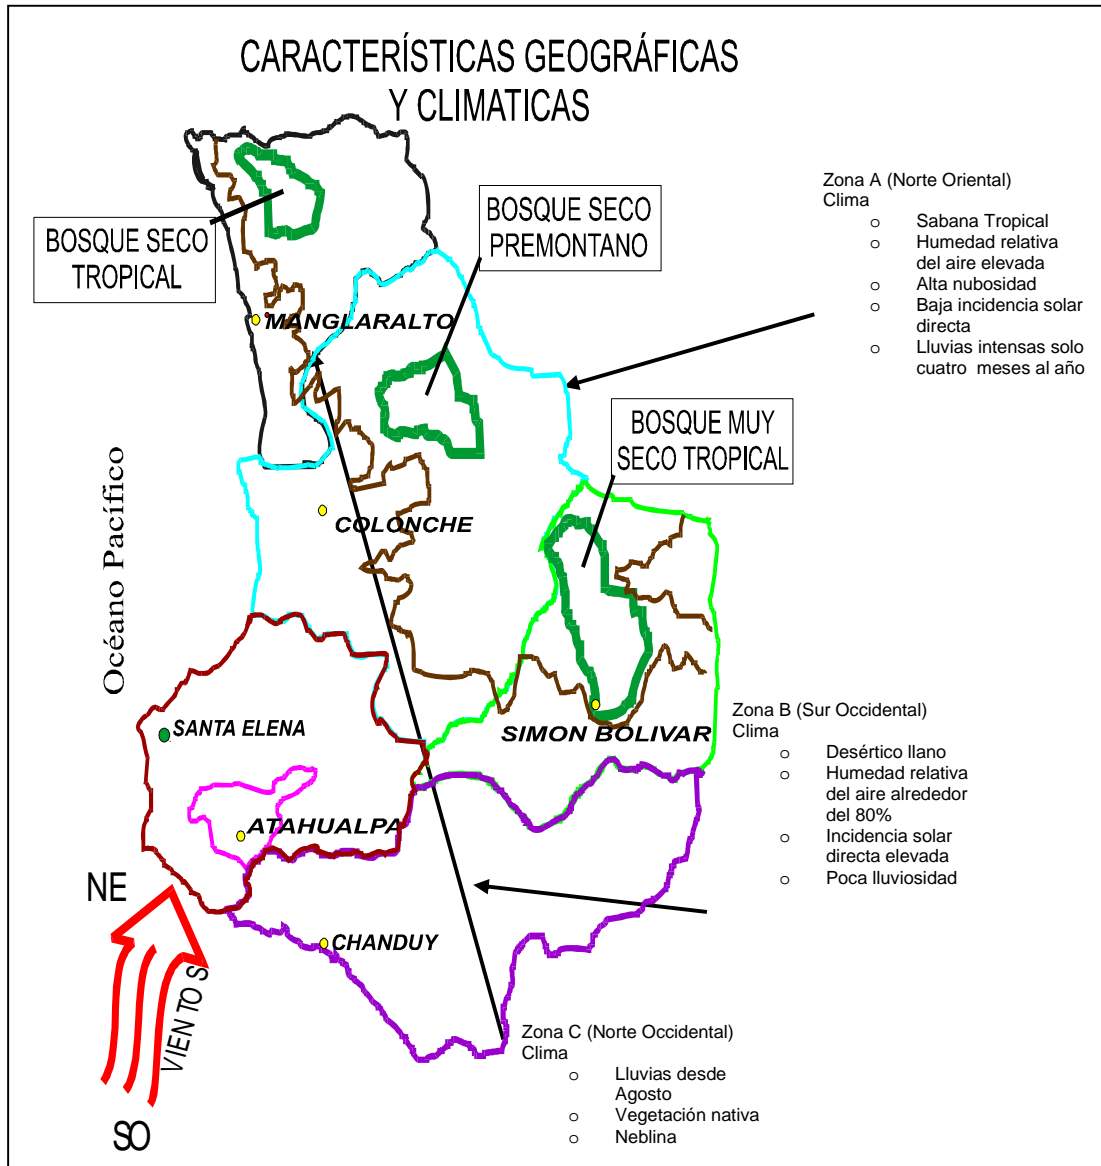 CARACTERÍSTICAS GEOGRÁFICAS
Y CLIMATICAS
Zona A (Norte Oriental)
Clima
o Sabana Tropical
o Humedad relativa
del aire elevada
o Alta nubosidad
o Baja incidencia solar
directa
o Lluvias intensas solo
cuatro meses al año
BOSQUE SECO
PREMONTANO
BOSQUE SECO
TROPICAL
MANGLARALTO
BOSQUE MUY
SECO TROPICAL
Océano Pacífico
COLONCHE
SANTA ELENA
SIMON BOLIVAR
Zona B (Sur Occidental)
Clima
o Desértico llano
o Humedad relativa
del aire alrededor
del 80%
o Incidencia solar
directa elevada
o Poca lluviosidad
ATAHUALPA
NE
CHANDUY
VIEN TO S
SO
Zona C (Norte Occidental)
Clima
o Lluvias desde
Agosto
o Vegetación nativa
o Neblina